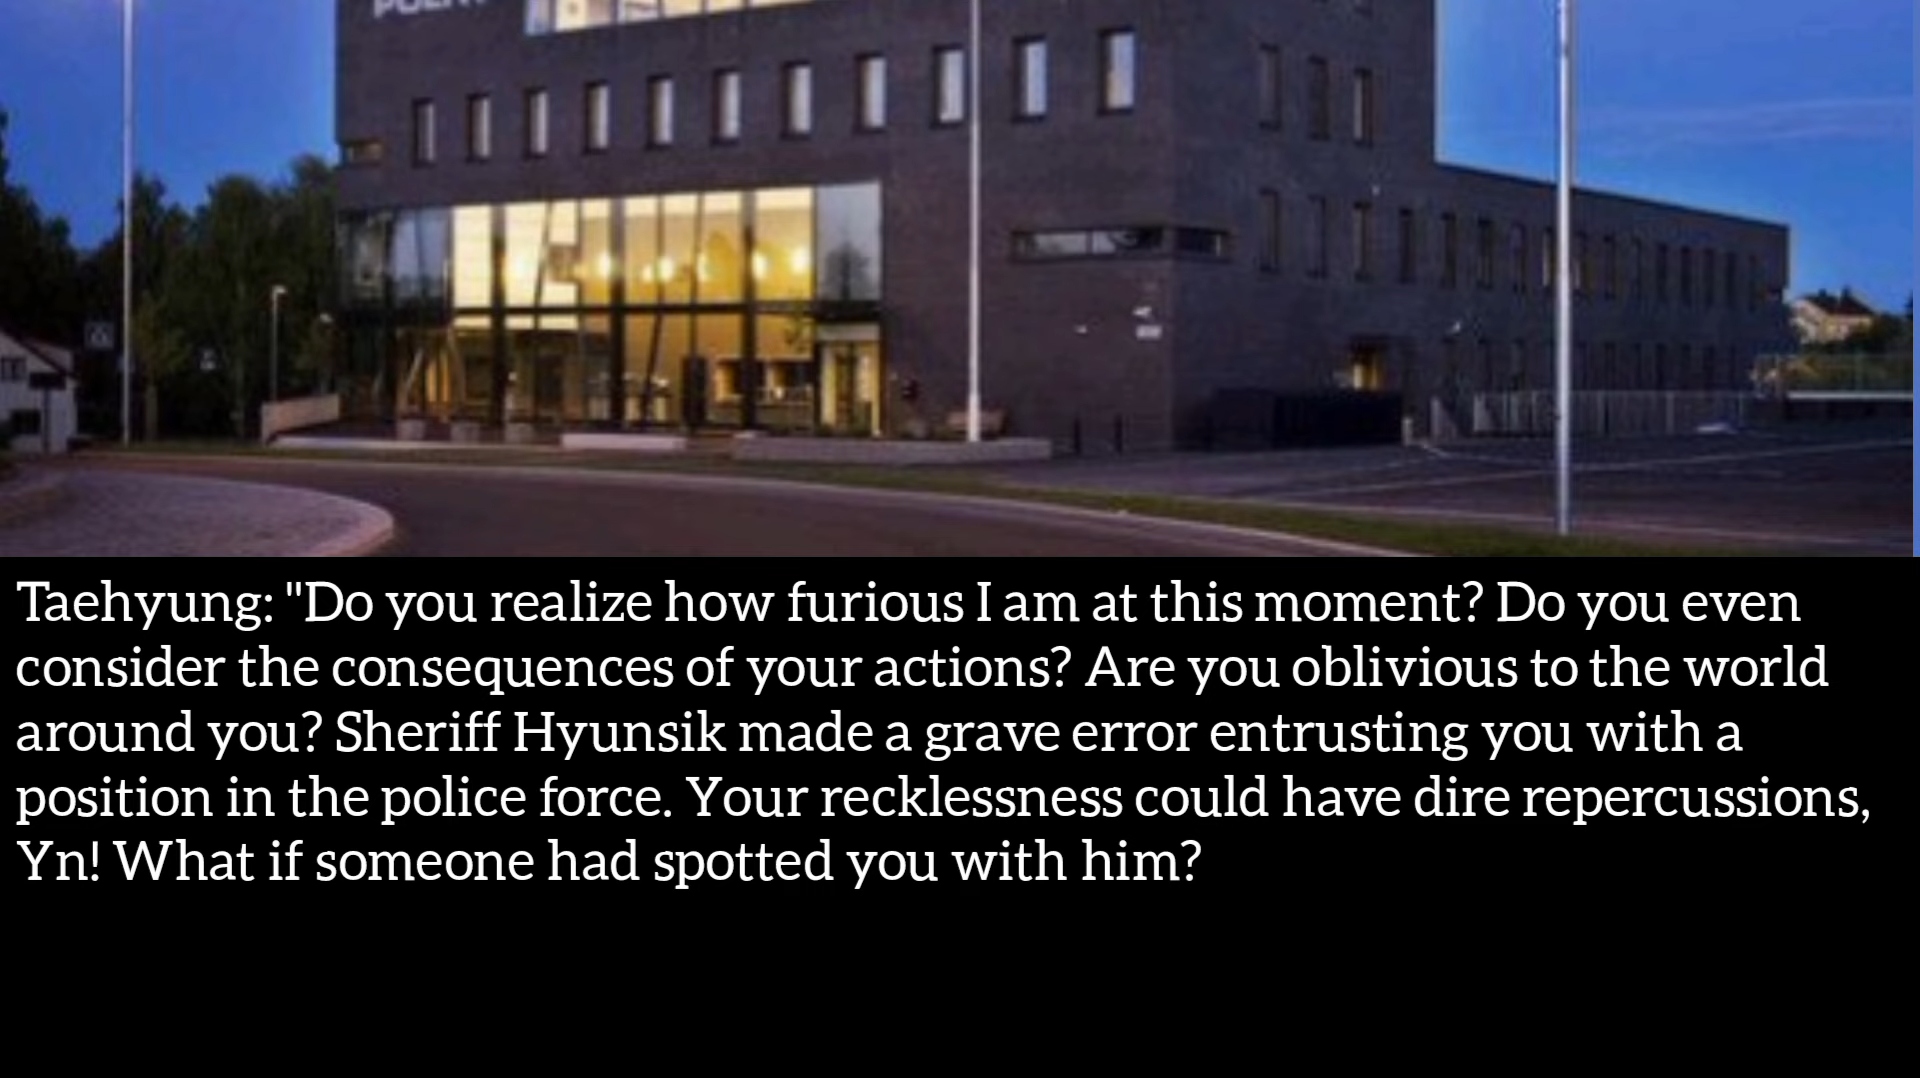 Taehyung: "Do you realize how furious I am at this moment? Do you even
consider the consequences of your actions? Are you oblivious to the world
around you? Sheriff Hyunsik made a grave error entrusting you with a
position in the police force. Your recklessness could have dire repercussions,
Yn! What if someone had spotted you with him?